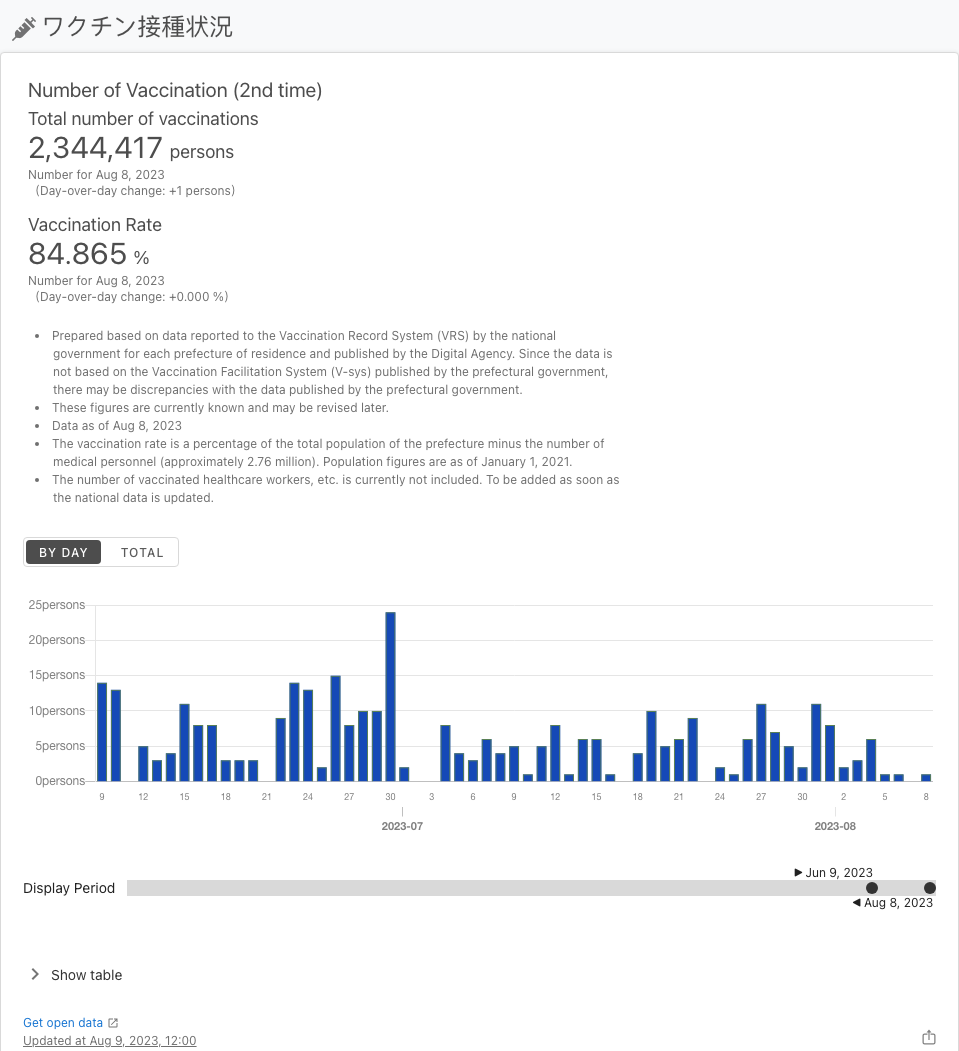 ワクチン接種状況
Number of Vaccination (2nd time)
Total number of vaccinations
2,344,417 persons
Number for Aug 8, 2023
(Day-over-day change: +1 persons)
Vaccination Rate
84.865 %
Number for Aug 8, 2023
(Day-over-day change: +0.000 %)
• Prepared based on data reported to the Vaccination Record System (VRS) by the national
government for each prefecture of residence and published by the Digital Agency. Since the data is
not based on the Vaccination Facilitation System (V-sys) published by the prefectural government,
there may be discrepancies with the data published by the prefectural government.
• These figures are currently known and may be revised later.
• Data as of Aug 8, 2023
• The vaccination rate is a percentage of the total population of the prefecture minus the number of
medical personnel (approximately 2.76 million). Population figures are as of January 1, 2021.
• The number of vaccinated healthcare workers, etc. is currently not included. To be added as soon as
the national data is updated.
BY DAY TOTAL
25persons
20persons
15persons
10persons
5persons
0persons
9 12 15 18 21 24 27 30 3 6 9 12 15 18 21 24 27 30 2 5 8
2023-07 2023-08
Jun 9, 2023
Display Period
Aug 8, 2023
Show table
Get open data
Updated at Aug 9, 2023, 12:00